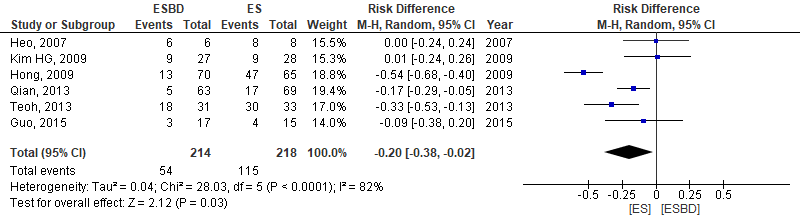 ESBD ES Risk Difference Risk Difference
Study or Subgroup Events Total Events Total Weight M-H, Random, 95% CI Year M-H, Random, 95% CI
Heo, 2007 6 6 8 8 15.5% 0.00 [-0.24, 0.24] 2007
Kim HG, 2009 9 27 9 28 15.5% 0.01 [-0.24, 0.26] 2009
Hong, 2009 13 70 47 65 18.8% -0.54 [-0.68, -0.40] 2009
Qian, 2013 5 63 17 69 19.5% -0.17 [-0.29, -0.05] 2013
Teoh, 2013 18 31 30 33 17.1% -0.33 [-0.53, -0.13] 2013
Guo, 2015 3 17 4 15 13.7% -0.09 [-0.38, 0.20] 2015
Total (95% CI) 214 218 100.0% -0.20 [-0.38, -0.02]
Total events 54 115
Heterogeneity: Tau² = 0.04; Chi² = 28.03, df = 5 (P < 0.0001); I² = 82%
Test for overall effect: Z = 2.12 (P = 0.03)
-0.5 -0.25 0 0.25 0.5
[ES] [ESBD]